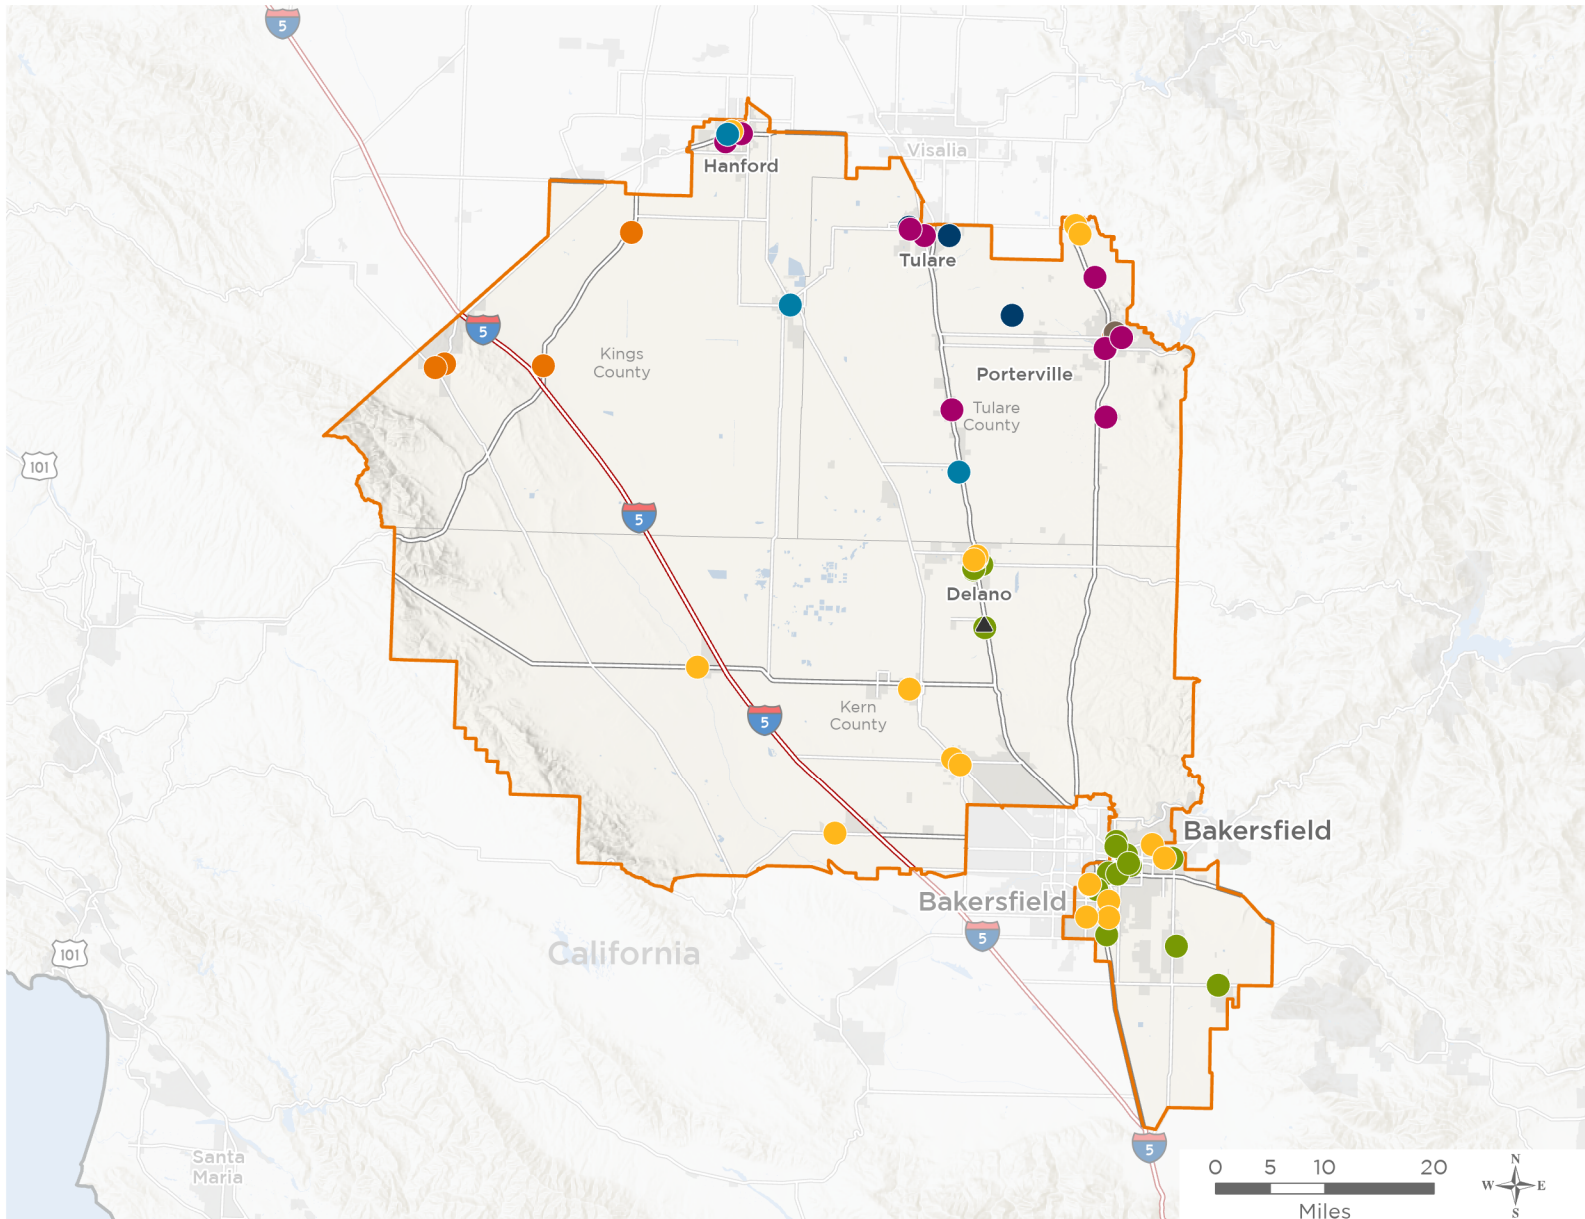 5
Visalia
Hanford
Tulare
5
Kings
County
Porterville
Tulare
County
101
5
Delano
Kern
County
5
Bakersfield
Bakersfield
5
California
101
5
Santa
Maria
0 5 10 20
Miles
N
W E
S